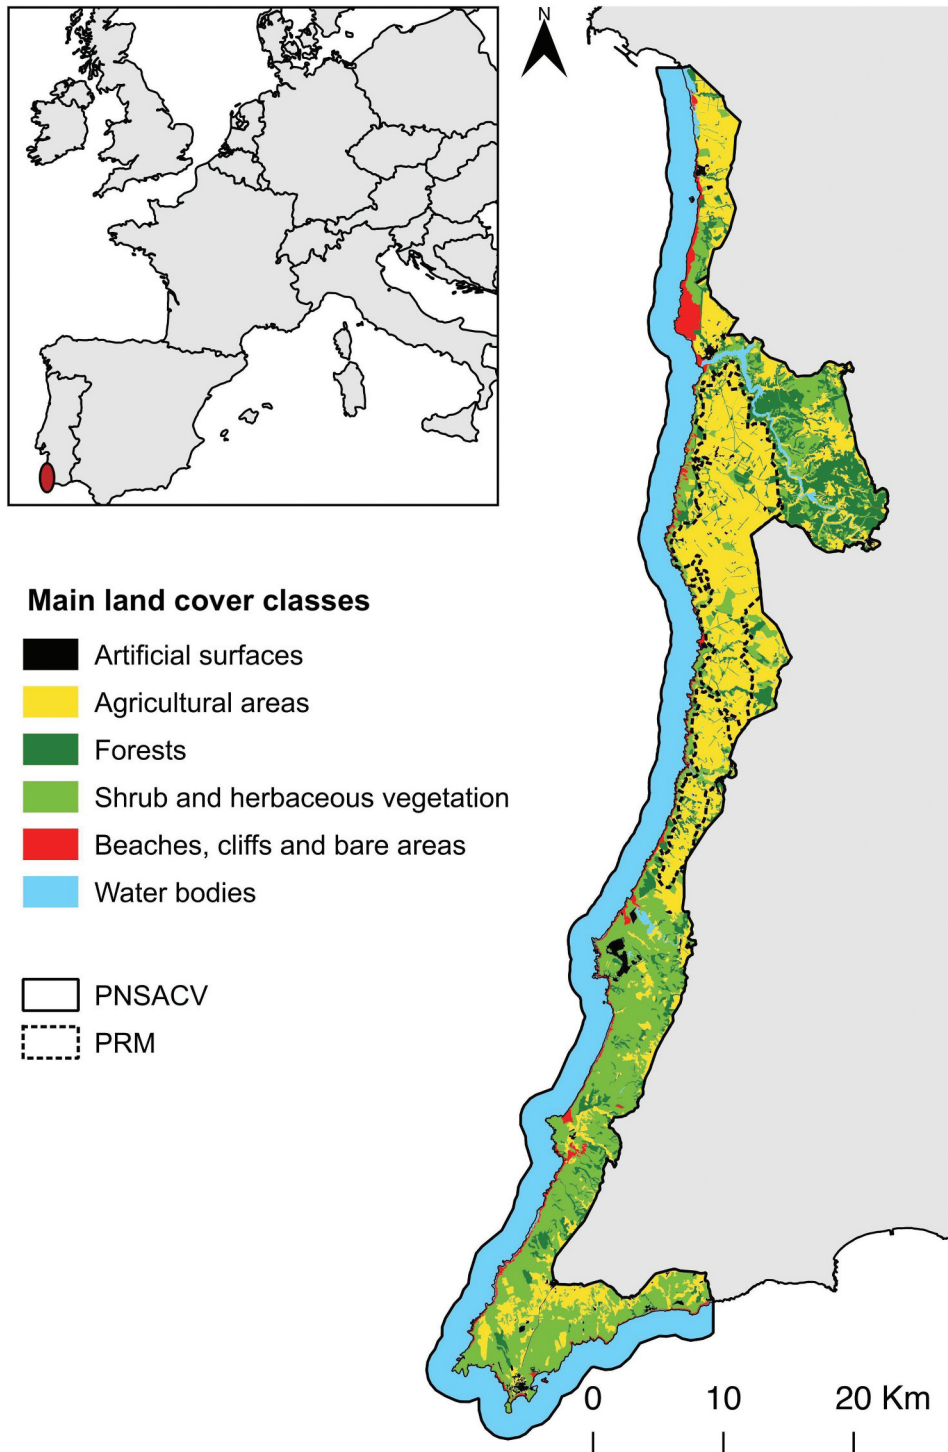 N
Main land cover classes
Artificial surfaces
Agricultural areas
Forests
Shrub and herbaceous vegetation
Beaches, cliffs and bare areas
Water bodies
PNSACV
PRM
0 10 20 Km